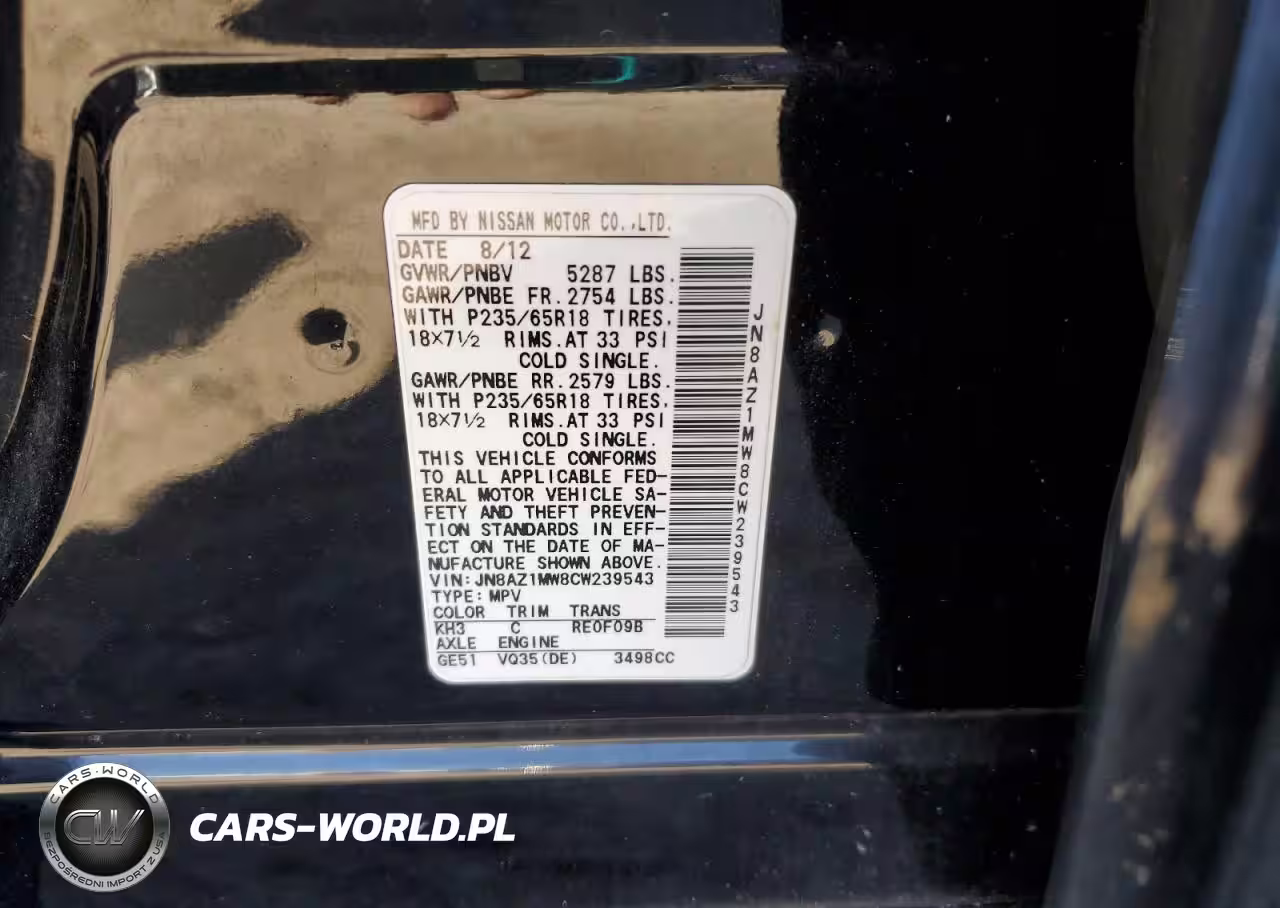 MFD BY NISSAN MOTOR CO.,LTD.
DATE 8/12
GVWR/PNBV 5287 LBS.
GAWR/PNBE FR. 2754 LBS.
WITH P235/65R18 TIRES,
18×7½ RIMS. AT 33 PSI
COLD SINGLE.
GAWR/PNBE RR. 2579 LBS.
WITH P235/65R18 TIRES,
18×7½ RIMS. AT 33 PSI
COLD SINGLE.
THIS VEHICLE CONFORMS
TO ALL APPLICABLE FED-
ERAL MOTOR VEHICLE SA-
FETY AND THEFT PREVEN-
TION STANDARDS IN EFF-
ECT ON THE DATE OF MA-
NUFACTURE SHOWN ABOVE.
VIN: JN8AZ1MW8CW239543
TYPE: MPV
COLOR TRIM TRANS
KH3 C RE0F09B
AXLE ENGINE
GE51 VQ35(DE) 3498CC
JN8AZ1MW8CW239543
CARS-WORLD
CW
BEZPOŚREDNI IMPORT Z USA
CARS-WORLD.PL